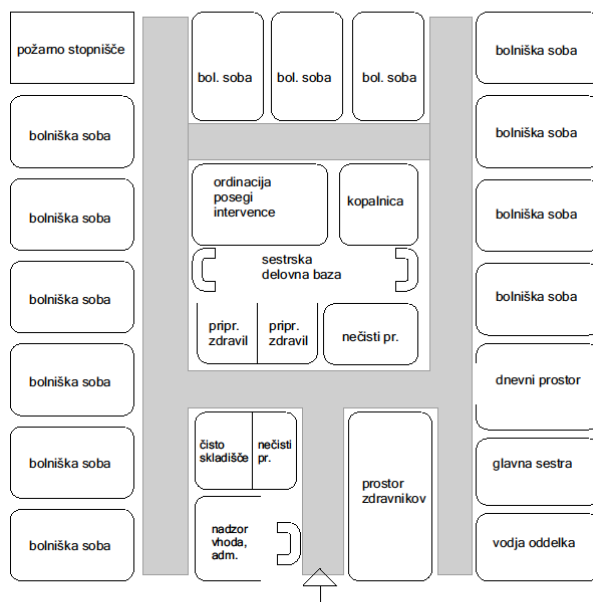 požarno stopnišče
bol. soba
bol. soba
bol. soba
bolniška soba
bolniška soba
bolniška soba
ordinacija
posegi
intervence
kopalnica
bolniška soba
bolniška soba
sestrska
delovna baza
bolniška soba
bolniška soba
pripr.
zdravil
pripr.
zdravil
nečisti pr.
bolniška soba
dnevni prostor
bolniška soba
čisto
skladišče
nečisti
pr.
prostor
zdravnikov
glavna sestra
bolniška soba
nadzor
vhoda,
adm.
vodja oddelka